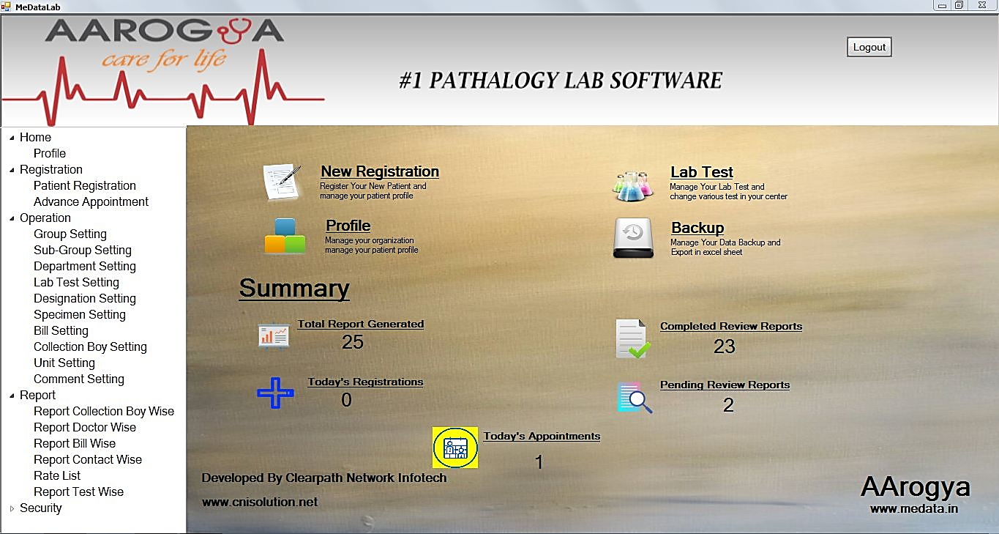 MeDataLab
AAROGYA
care for life
Logout
#1 PATHALOGY LAB SOFTWARE
Home
Profile
Registration
Patient Registration
Advance Appointment
Operation
Group Setting
Sub-Group Setting
Department Setting
Lab Test Setting
Designation Setting
Specimen Setting
Bill Setting
Collection Boy Setting
Unit Setting
Comment Setting
Report
Report Collection Boy Wise
Report Doctor Wise
Report Bill Wise
Report Contact Wise
Rate List
Report Test Wise
Security
New Registration
Register Your New Patient and
manage your patient profile
Lab Test
Manage Your Lab Test and
change various test in your center
Profile
Manage your organization
manage your patient profile
Backup
Manage Your Data Backup and
Export in excel sheet
Summary
Total Report Generated
25
Completed Review Reports
23
Today's Registrations
0
Pending Review Reports
2
Today's Appointments
1
Developed By Clearpath Network Infotech
www.cnisolution.net
AArogya
www.medata.in